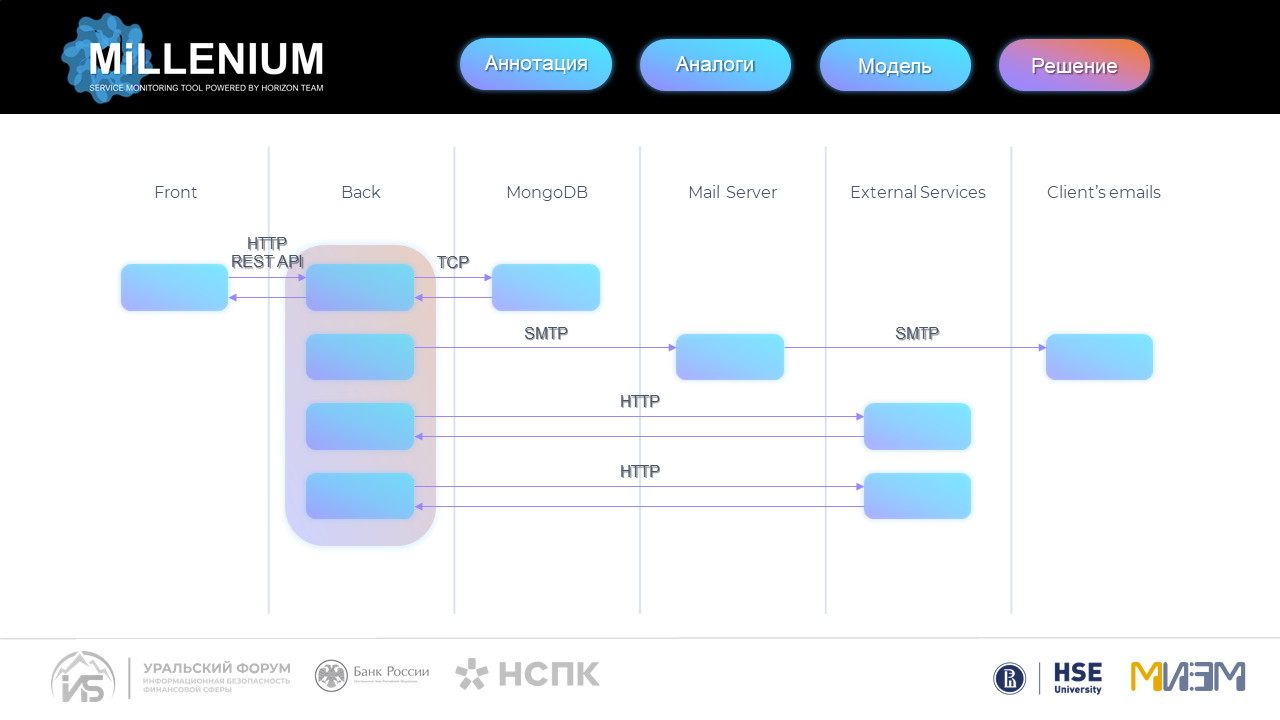 MiLLENIUM
SERVICE MONITORING TOOL POWERED BY HORIZON TEAM
Аннотация
Аналоги
Модель
Решение
Front
Back
MongoDB
Mail Server
External Services
Client’s emails
HTTP
REST API
TCP
SMTP
SMTP
HTTP
HTTP
УРАЛЬСКИЙ ФОРУМ
ИНФОРМАЦИОННАЯ БЕЗОПАСНОСТЬ
ФИНАНСОВОЙ СФЕРЫ
Банк России
НСПК
HSE
University
МИЭМ